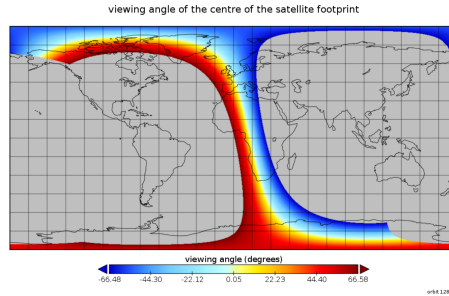 viewing angle of the centre of the satellite footprint
viewing angle (degrees)
-66.48 -44.30 -22.12 0.05 22.23 44.40 66.58
orbit 128